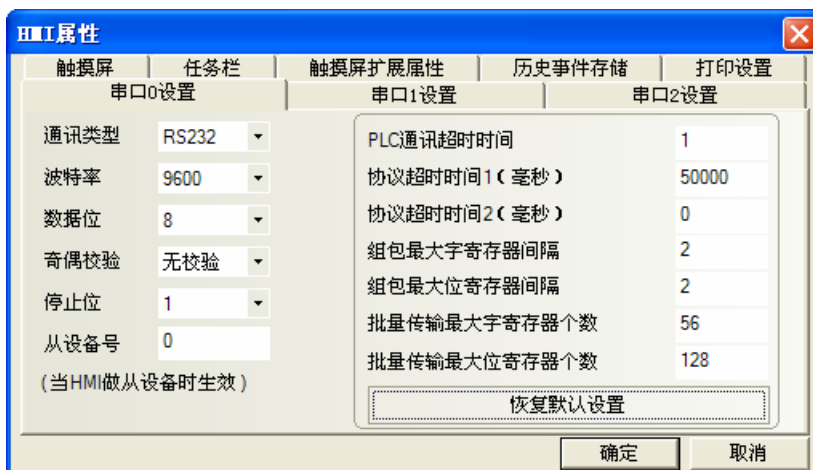 HMI属性
触摸屏 任务栏 触摸屏扩展属性 历史事件存储 打印设置
串口0设置 串口1设置 串口2设置
通讯类型 RS232
波特率 9600
数据位 8
奇偶校验 无校验
停止位 1
从设备号 0
(当HMI做从设备时生效)
PLC通讯超时时间 1
协议超时时间1(毫秒) 50000
协议超时时间2(毫秒) 0
组包最大字寄存器间隔 2
组包最大位寄存器间隔 2
批量传输最大字寄存器个数 56
批量传输最大位寄存器个数 128
恢复默认设置
确定 取消